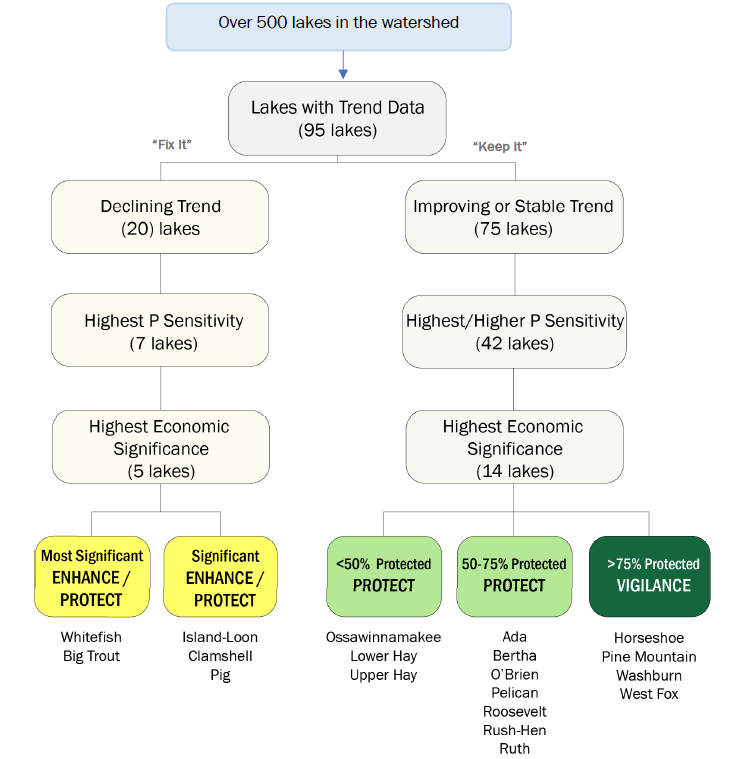 Over 500 lakes in the watershed
Lakes with Trend Data
(95 lakes)
“Fix It”
“Keep It”
Declining Trend
(20) lakes
Improving or Stable Trend
(75 lakes)
Highest P Sensitivity
(7 lakes)
Highest/Higher P Sensitivity
(42 lakes)
Highest Economic
Significance
(5 lakes)
Highest Economic
Significance
(14 lakes)
Most Significant
ENHANCE /
PROTECT
Significant
ENHANCE /
PROTECT
<50% Protected
PROTECT
50-75% Protected
PROTECT
>75% Protected
VIGILANCE
Whitefish
Big Trout
Island-Loon
Clamshell
Pig
Ossawinnamakee
Lower Hay
Upper Hay
Ada
Bertha
O’Brien
Pelican
Roosevelt
Rush-Hen
Ruth
Horseshoe
Pine Mountain
Washburn
West Fox